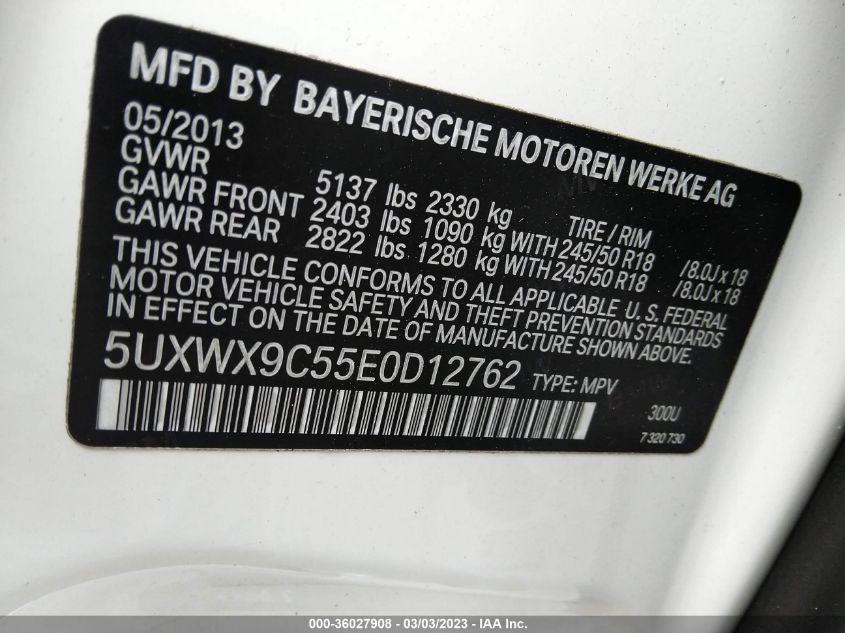 MFD BY BAYERISCHE MOTOREN WERKE AG
05/2013
GVWR 5137 lbs 2330 kg TIRE / RIM
GAWR FRONT 2403 lbs 1090 kg WITH 245/50 R18 /8.0J x 18
GAWR REAR 2822 lbs 1280 kg WITH 245/50 R18 /8.0J x 18
THIS VEHICLE CONFORMS TO ALL APPLICABLE U. S. FEDERAL
MOTOR VEHICLE SAFETY AND THEFT PREVENTION STANDARDS
IN EFFECT ON THE DATE OF MANUFACTURE.
5UXWX9C55E0D12762 TYPE: MPV
300U
7 320 730
000-36027908 - 03/03/2023 - IAA Inc.